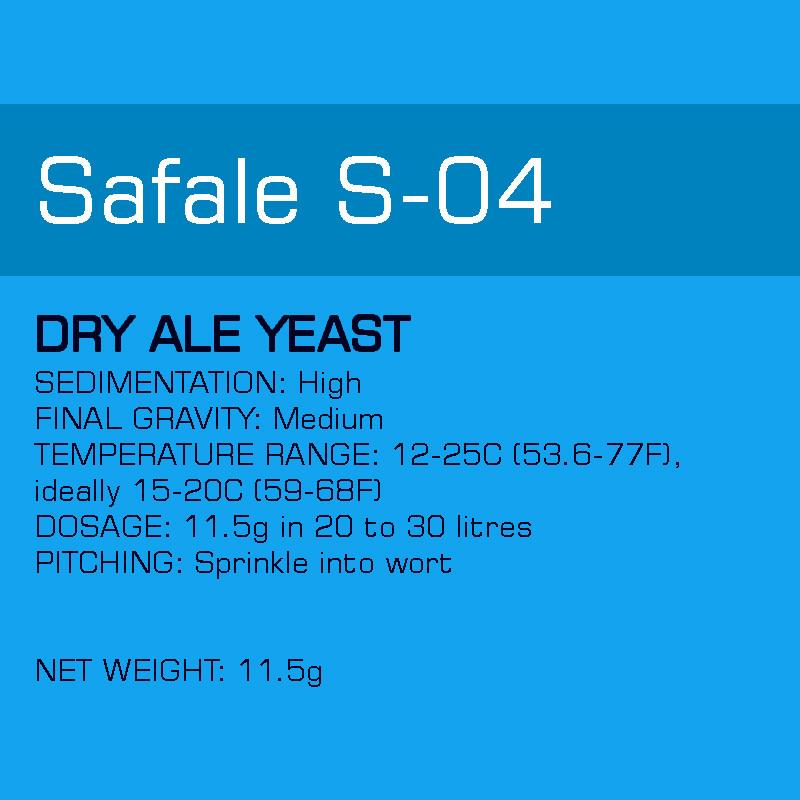 Safale S-04
DRY ALE YEAST
SEDIMENTATION: High
FINAL GRAVITY: Medium
TEMPERATURE RANGE: 12-25C (53.6-77F),
ideally 15-20C (59-68F)
DOSAGE: 11.5g in 20 to 30 litres
PITCHING: Sprinkle into wort
NET WEIGHT: 11.5g